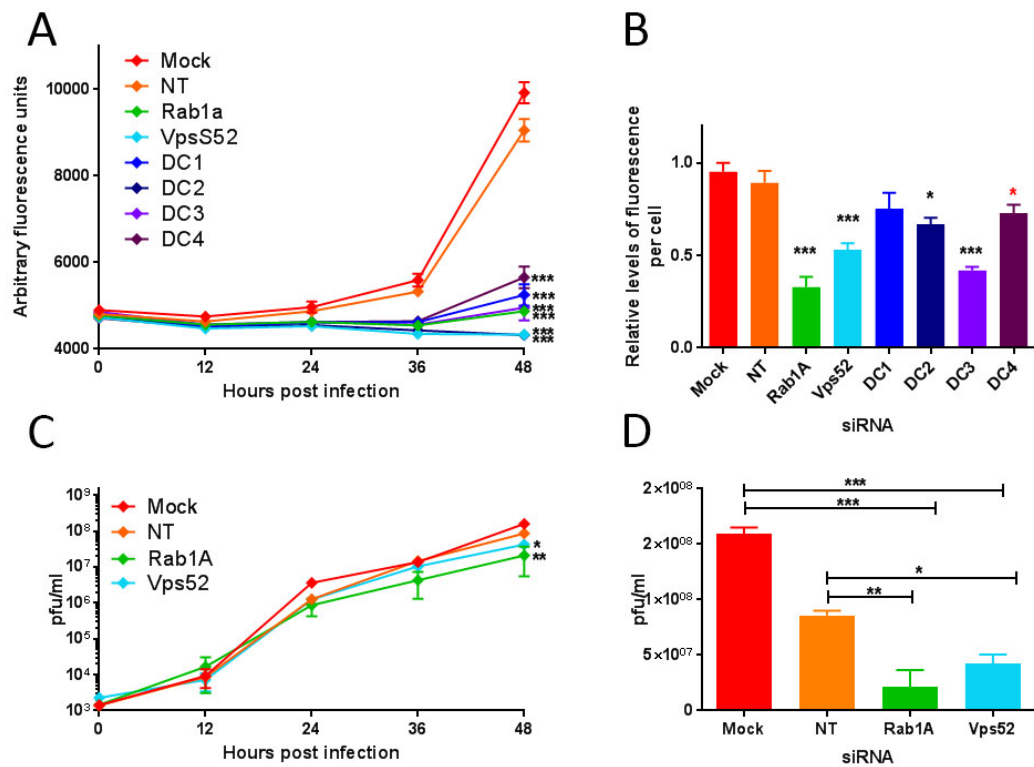 A
Mock
NT
Rab1a
VpsS52
DC1
DC2
DC3
DC4
Arbitrary fluorescence units
10000
8000
6000
4000
***
***
***
***
***
***
0
12
24
36
48
Hours post infection
B
Relative levels of fluorescence
per cell
1.0
0.5
0.0
***
***
*
***
*
Mock
NT
Rab1A
Vps52
DC1
DC2
DC3
DC4
siRNA
C
Mock
NT
Rab1A
Vps52
pfu/ml
10⁹
10⁸
10⁷
10⁶
10⁵
10⁴
10³
*
**
0
12
24
36
48
Hours post infection
D
pfu/ml
2×10⁰⁸
2×10⁰⁸
1×10⁰⁸
5×10⁰⁷
0
***
***
*
**
Mock
NT
Rab1A
Vps52
siRNA